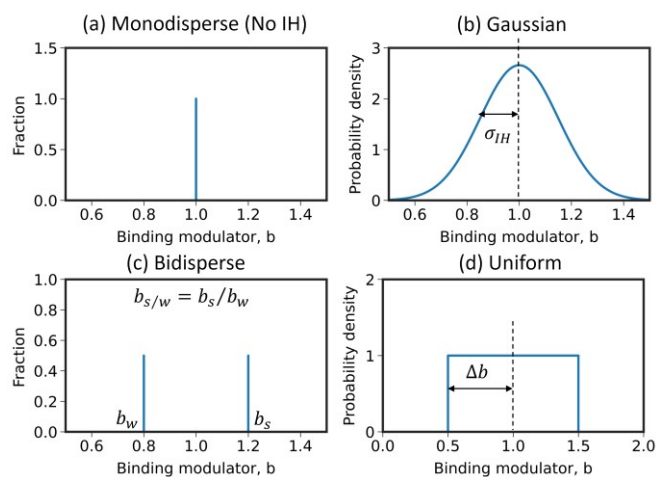 (a) Monodisperse (No IH)
Fraction
1.5
1.0
0.5
0.0
0.6 0.8 1.0 1.2 1.4
Binding modulator, b
(b) Gaussian
Probability density
3
2
1
0
σ_IH
0.6 0.8 1.0 1.2 1.4
Binding modulator, b
(c) Bidisperse
Fraction
1.0
0.8
0.6
0.4
0.2
0.0
b_s/w = b_s/b_w
b_w
b_s
0.6 0.8 1.0 1.2 1.4
Binding modulator, b
(d) Uniform
Probability density
2
1
0
Δb
0.0 0.5 1.0 1.5 2.0
Binding modulator, b